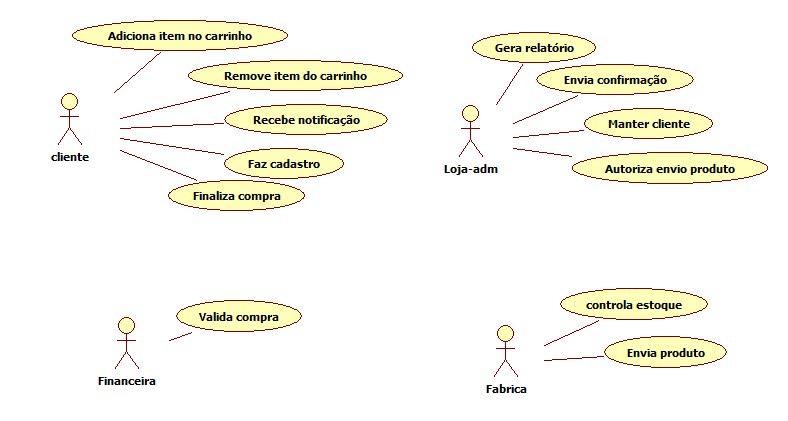 Adiciona item no carrinho
Remove item do carrinho
Recebe notificação
Faz cadastro
Finaliza compra
cliente
Gera relatório
Envia confirmação
Manter cliente
Autoriza envio produto
Loja-adm
Valida compra
Financeira
controla estoque
Envia produto
Fabrica